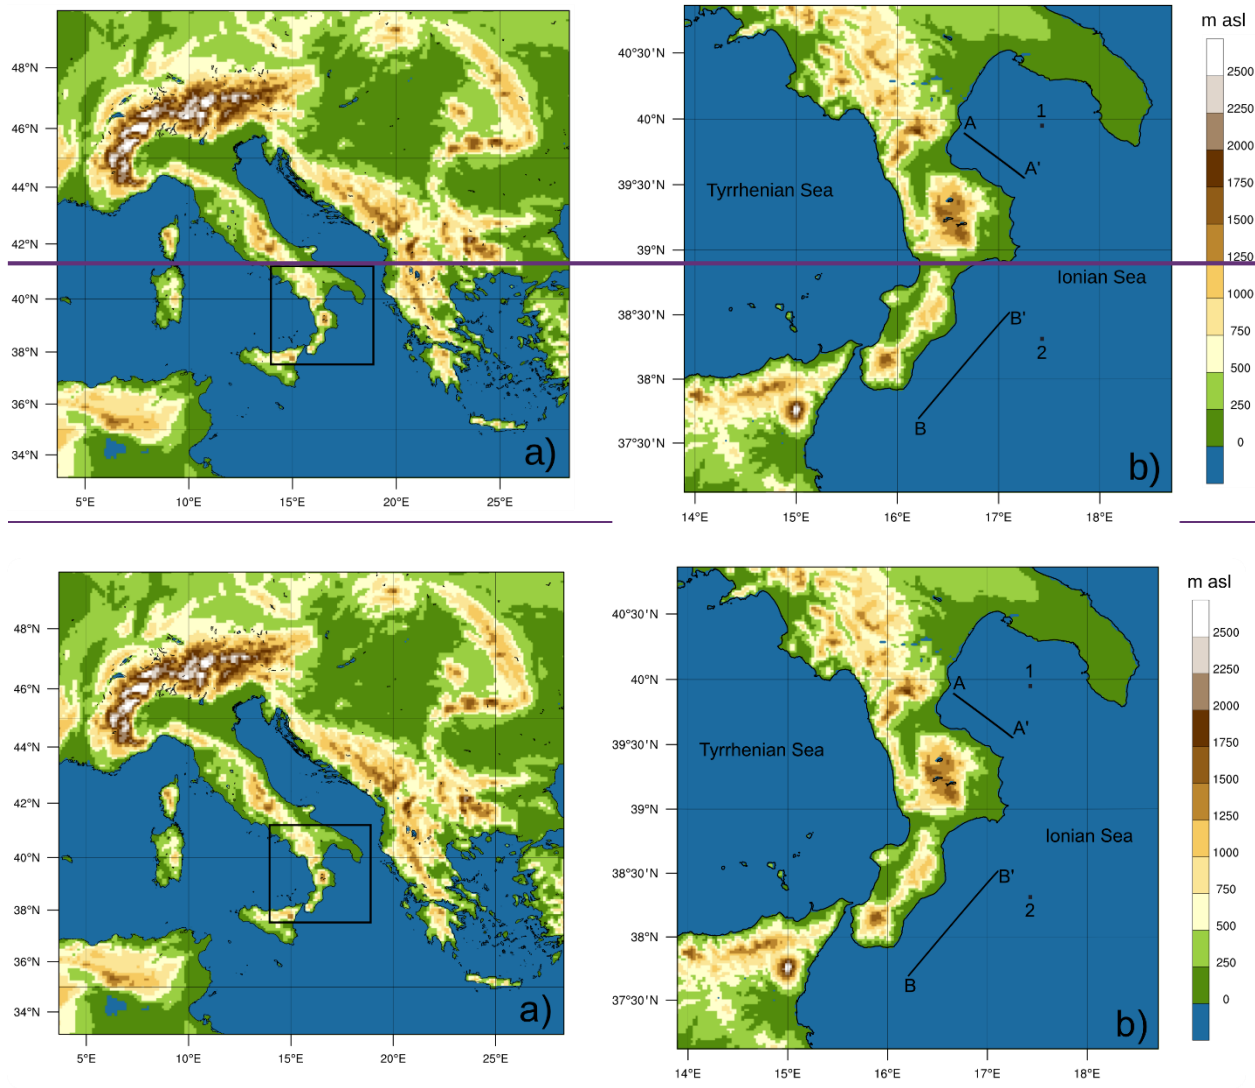 m asl
48°N
46°N
44°N
42°N
40°N
38°N
36°N
34°N
5°E
10°E
15°E
20°E
25°E
a)
40°30'N
40°N
39°30'N
39°N
38°30'N
38°N
37°30'N
14°E
15°E
16°E
17°E
18°E
Tyrrhenian Sea
Ionian Sea
A
A'
1
B'
B
2
b)
2500
2250
2000
1750
1500
1250
1000
750
500
250
0
m asl
48°N
46°N
44°N
42°N
40°N
38°N
36°N
34°N
5°E
10°E
15°E
20°E
25°E
a)
40°30'N
40°N
39°30'N
39°N
38°30'N
38°N
37°30'N
14°E
15°E
16°E
17°E
18°E
Tyrrhenian Sea
Ionian Sea
A
A'
1
B'
B
2
b)
2500
2250
2000
1750
1500
1250
1000
750
500
250
0